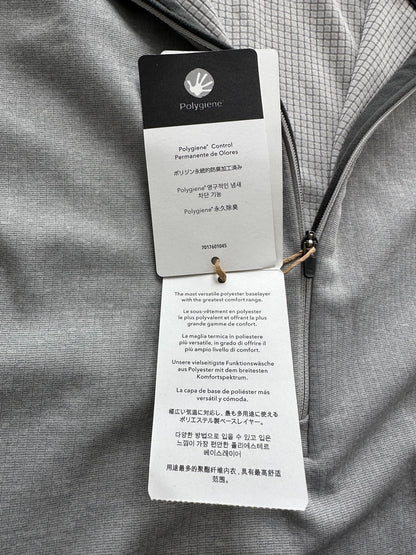 Polygiene®
Polygiene® Control
Permanente de Olores
ポリジン永続的防臭加工済み
Polygiene®영구적인 냄새
차단 기능
Polygiene®永久除臭
7017601045
The most versatile polyester baselayer
with the greatest comfort range.
Le sous-vêtement en polyester
le plus polyvalent et offrant la plus
grande gamme de confort.
La maglia termica in poliestere
più versatile, in grado di offrire il
più ampio livello di comfort.
Unsere vielseitigste Funktionswäsche
aus Polyester mit dem breitesten
Komfortspektrum.
La capa de base de poliéster más
versátil y cómoda.
幅広い気温に対応し、最も多用途に使える
ポリエステル製ベースレイヤー。
다양한 방법으로 입을 수 있고 입은
느낌이 가장 편안한 폴리에스테르
베이스레이어
用途最多的聚酯纤维内衣，具有最高舒适
范围。